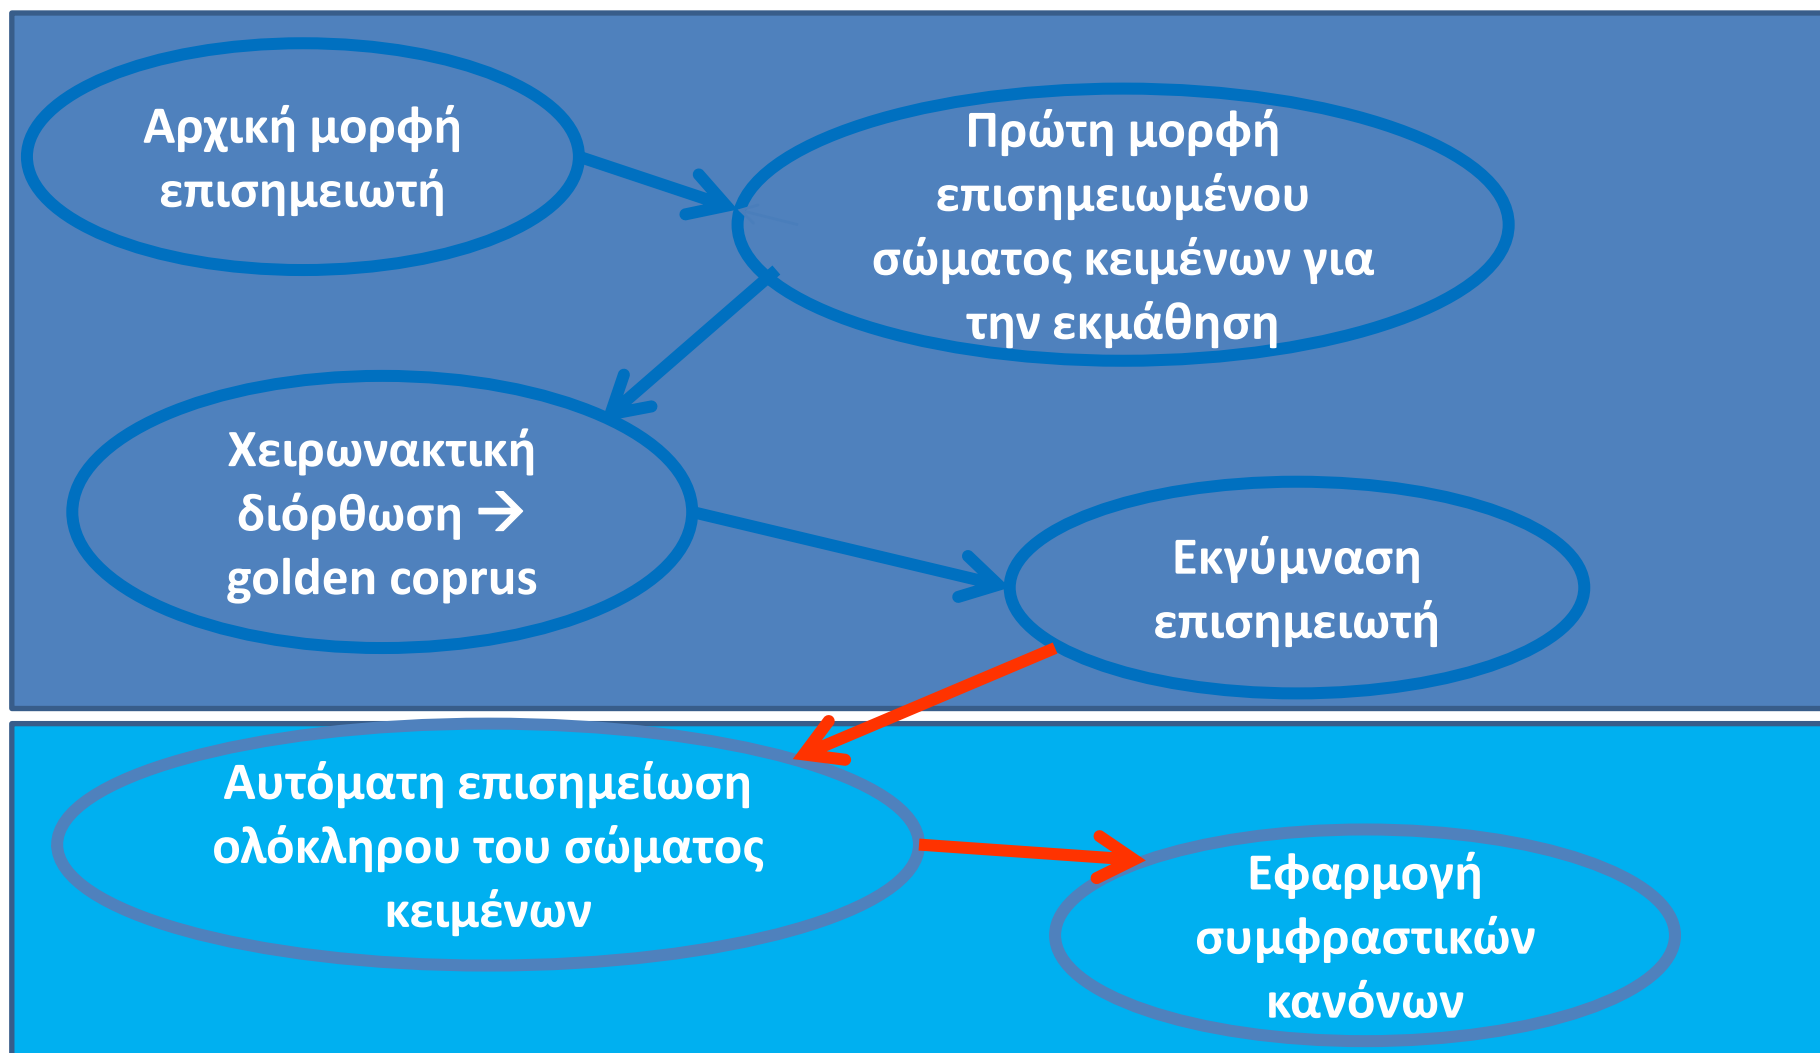 Αρχική μορφή
επισημειωτή
Πρώτη μορφή
επισημειωμένου
σώματος κειμένων για
την εκμάθηση
Χειρωνακτική
διόρθωση →
golden coprus
Εκγύμναση
επισημειωτή
Αυτόματη επισημείωση
ολόκληρου του σώματος
κειμένων
Εφαρμογή
συμφραστικών
κανόνων